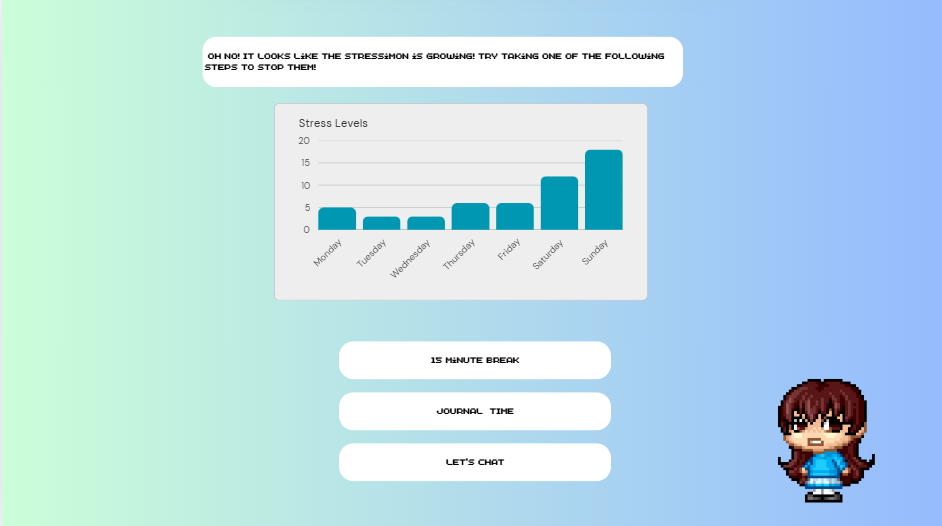 OH NO! IT LOOKS LIKE THE STRESSIMON IS GROWING! TRY TAKING ONE OF THE FOLLOWING
STEPS TO STOP THEM!
Stress Levels
20
15
10
5
0
Monday
Tuesday
Wednesday
Thursday
Friday
Saturday
Sunday
15 MINUTE BREAK
JOURNAL TIME
LET'S CHAT